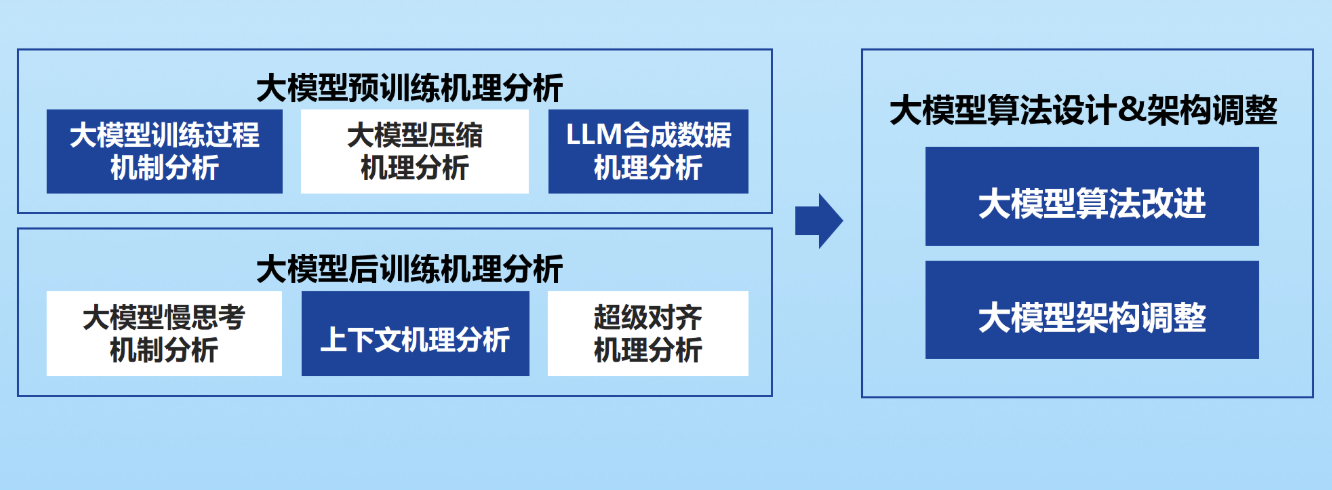 大模型预训练机理分析
大模型训练过程
机制分析
大模型压缩
机理分析
LLM合成数据
机理分析
大模型后训练机理分析
大模型慢思考
机制分析
上下文机理分析
超级对齐
机理分析
大模型算法设计&架构调整
大模型算法改进
大模型架构调整